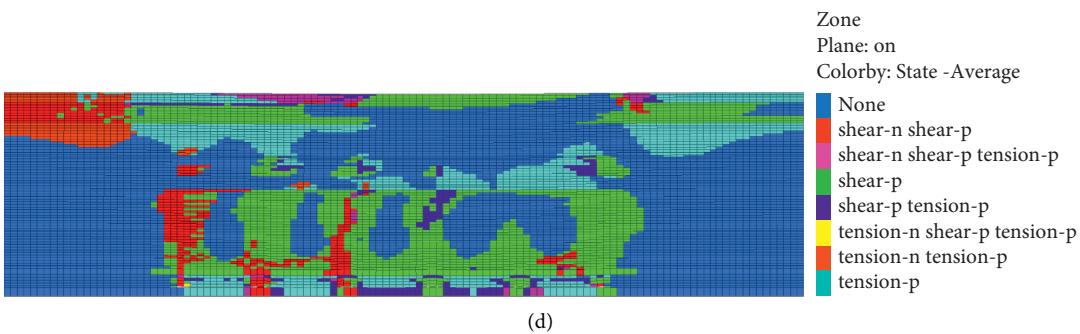 Zone
Plane: on
Colorby: State -Average
None
shear-n shear-p
shear-n shear-p tension-p
shear-p
shear-p tension-p
tension-n shear-p tension-p
tension-n tension-p
tension-p
(d)